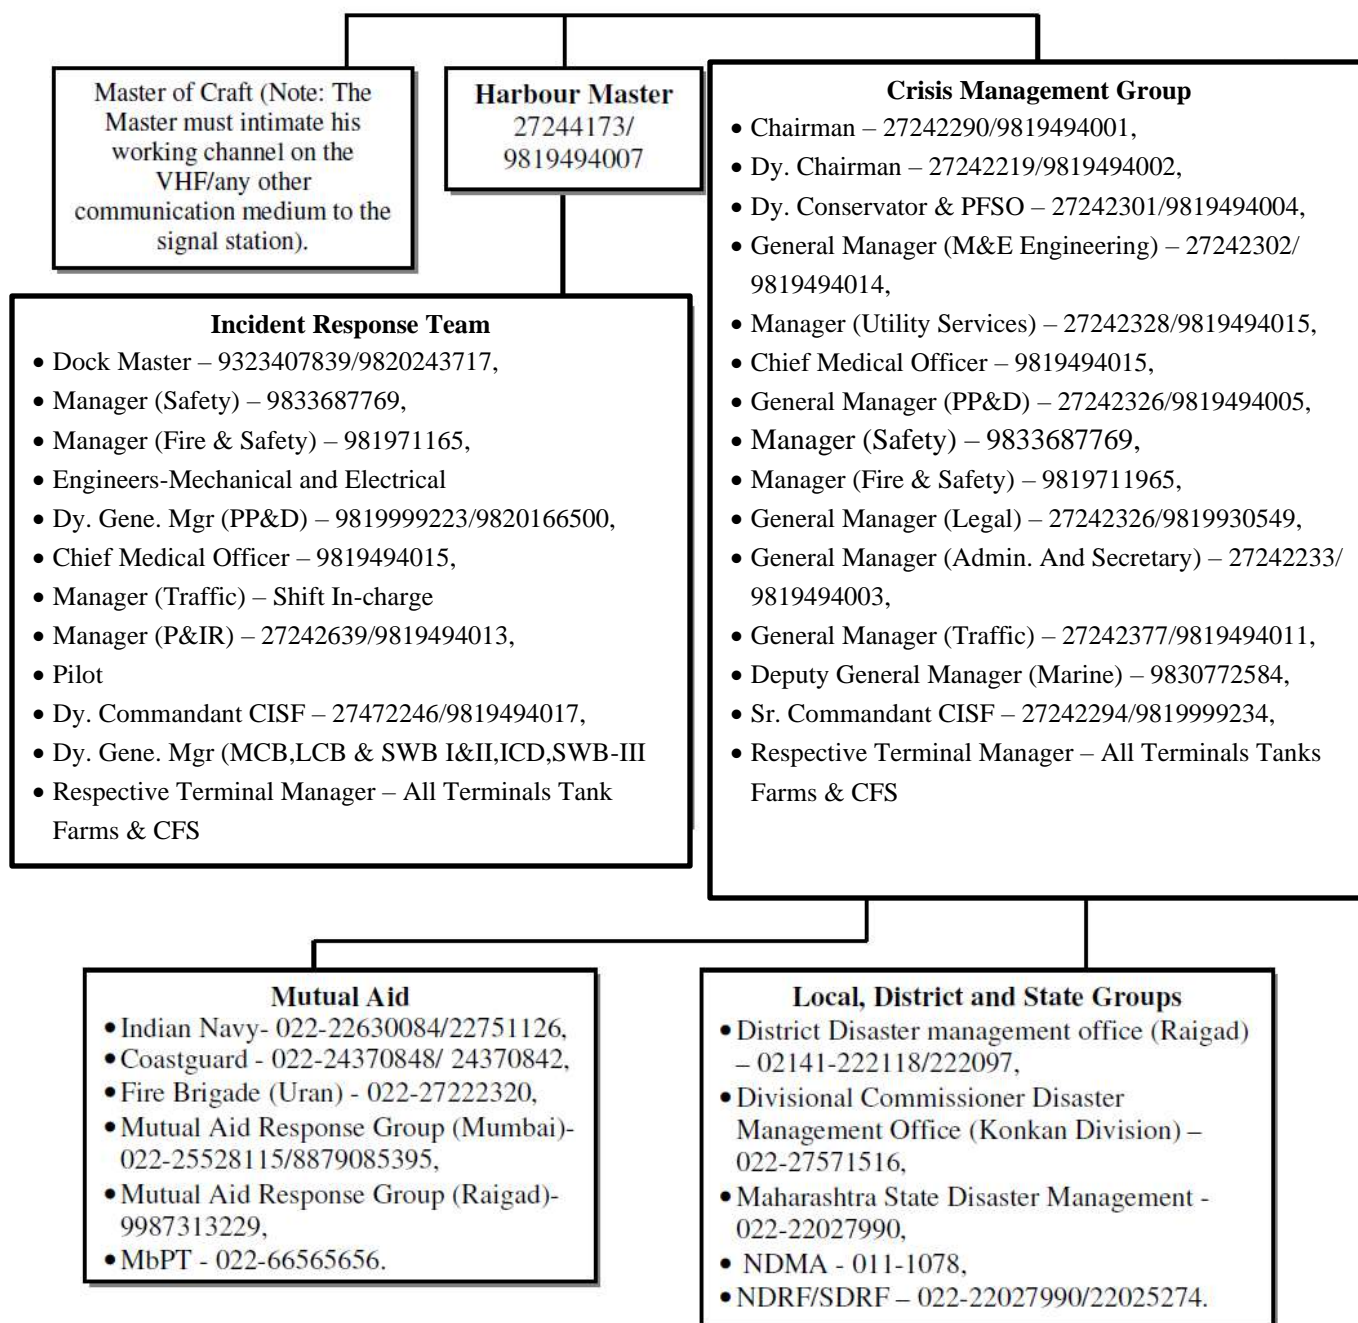 Master of Craft (Note: The
Master must intimate his
working channel on the
VHF/any other
communication medium to the
signal station).
Harbour Master
27244173/
9819494007
Crisis Management Group
• Chairman – 27242290/9819494001,
• Dy. Chairman – 27242219/9819494002,
• Dy. Conservator & PFSO – 27242301/9819494004,
• General Manager (M&E Engineering) – 27242302/
9819494014,
• Manager (Utility Services) – 27242328/9819494015,
• Chief Medical Officer – 9819494015,
• General Manager (PP&D) – 27242326/9819494005,
• Manager (Safety) – 9833687769,
• Manager (Fire & Safety) – 9819711965,
• General Manager (Legal) – 27242326/9819930549,
• General Manager (Admin. And Secretary) – 27242233/
9819494003,
• General Manager (Traffic) – 27242377/9819494011,
• Deputy General Manager (Marine) – 9830772584,
• Sr. Commandant CISF – 27242294/9819999234,
• Respective Terminal Manager – All Terminals Tanks
Farms & CFS
Incident Response Team
• Dock Master – 9323407839/9820243717,
• Manager (Safety) – 9833687769,
• Manager (Fire & Safety) – 981971165,
• Engineers-Mechanical and Electrical
• Dy. Gene. Mgr (PP&D) – 9819999223/9820166500,
• Chief Medical Officer – 9819494015,
• Manager (Traffic) – Shift In-charge
• Manager (P&IR) – 27242639/9819494013,
• Pilot
• Dy. Commandant CISF – 27472246/9819494017,
• Dy. Gene. Mgr (MCB,LCB & SWB I&II,ICD,SWB-III
• Respective Terminal Manager – All Terminals Tank
Farms & CFS
Mutual Aid
• Indian Navy- 022-22630084/22751126,
• Coastguard - 022-24370848/ 24370842,
• Fire Brigade (Uran) - 022-27222320,
• Mutual Aid Response Group (Mumbai)-
022-25528115/8879085395,
• Mutual Aid Response Group (Raigad)-
9987313229,
• MbPT - 022-66565656.
Local, District and State Groups
• District Disaster management office (Raigad)
– 02141-222118/222097,
• Divisional Commissioner Disaster
Management Office (Konkan Division) –
022-27571516,
• Maharashtra State Disaster Management -
022-22027990,
• NDMA - 011-1078,
• NDRF/SDRF – 022-22027990/22025274.